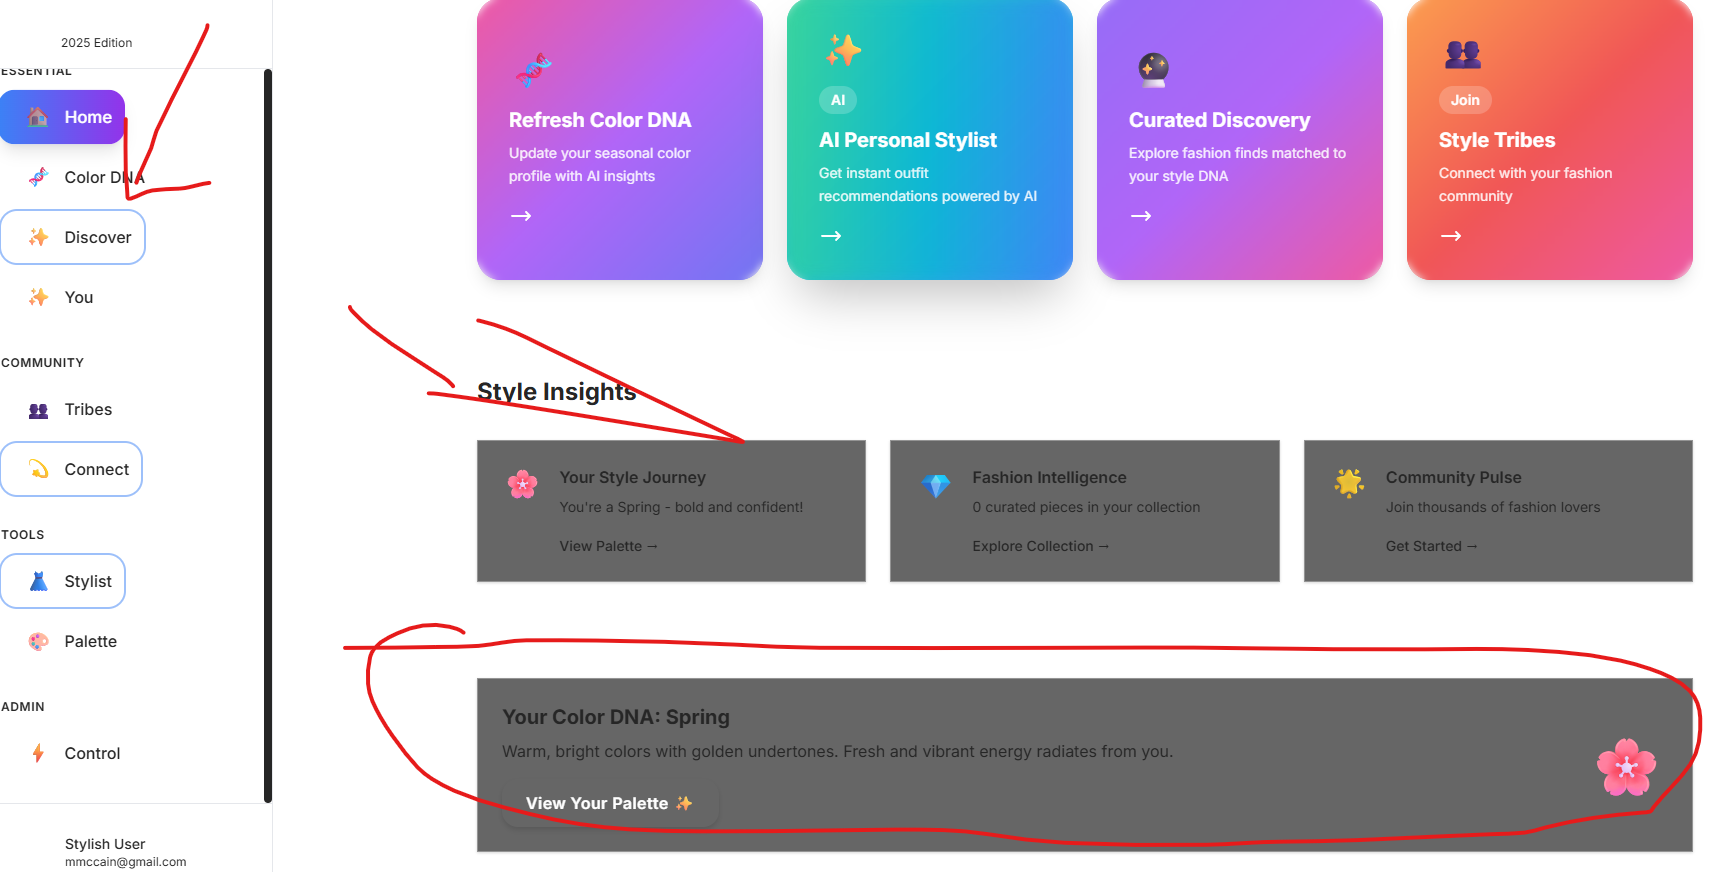 2025 Edition
ESSENTIAL
Home
Color DNA
Discover
You
COMMUNITY
Tribes
Connect
TOOLS
Stylist
Palette
ADMIN
Control
Stylish User
mmccain@gmail.com
Refresh Color DNA
Update your seasonal color
profile with AI insights
→
AI
AI Personal Stylist
Get instant outfit
recommendations powered by AI
→
Curated Discovery
Explore fashion finds matched to
your style DNA
→
Join
Style Tribes
Connect with your fashion
community
→
Style Insights
Your Style Journey
You're a Spring - bold and confident!
View Palette →
Fashion Intelligence
0 curated pieces in your collection
Explore Collection →
Community Pulse
Join thousands of fashion lovers
Get Started →
Your Color DNA: Spring
Warm, bright colors with golden undertones. Fresh and vibrant energy radiates from you.
View Your Palette ✨